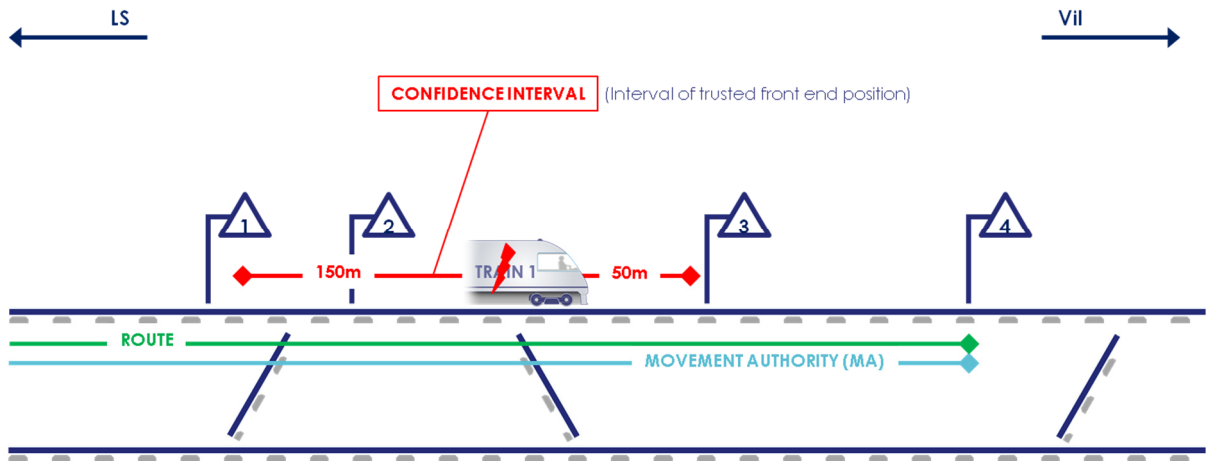 LS
Vil
CONFIDENCE INTERVAL (Interval of trusted front end position)
1
2
3
4
150m
TRAIN 1
50m
ROUTE
MOVEMENT AUTHORITY (MA)